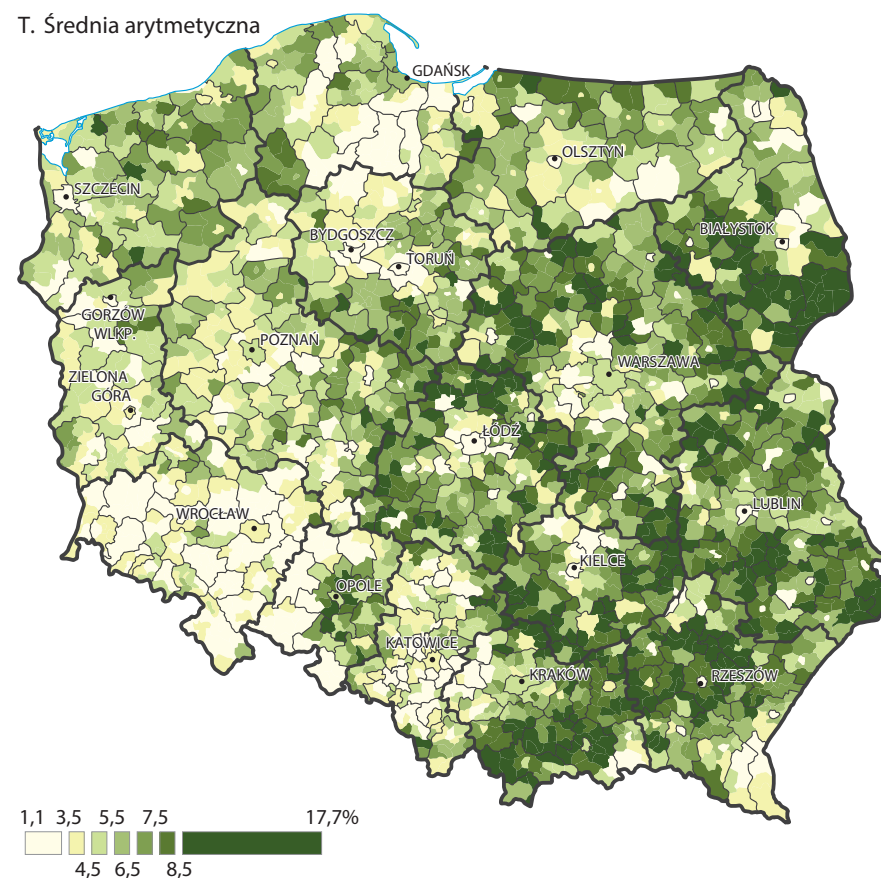 T. Średnia arytmetyczna
GDAŃSK
OLSZTYN
SZCZECIN
BIAŁYSTOK
BYDGOSZCZ
TORUŃ
GORZÓW
WLKP.
POZNAŃ
WARSZAWA
ZIELONA
GÓRA
ŁÓDŹ
WROCŁAW
LUBLIN
KIELCE
OPOLE
KATOWICE
KRAKÓW
RZESZÓW
1,1 3,5 5,5 7,5 17,7%
4,5 6,5 8,5